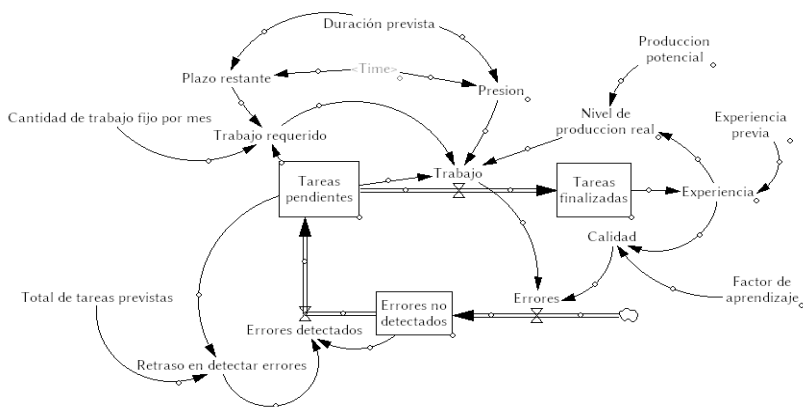 Duración prevista
Produccion
potencial
Plazo restante
<Time>
Presion
Cantidad de trabajo fijo por mes
Trabajo requerido
Nivel de
produccion real
Experiencia
previa
Tareas
pendientes
Trabajo
Tareas
finalizadas
Experiencia
Calidad
Total de tareas previstas
Errores no
detectados
Errores
Factor de
aprendizaje
Errores detectados
Retraso en detectar errores